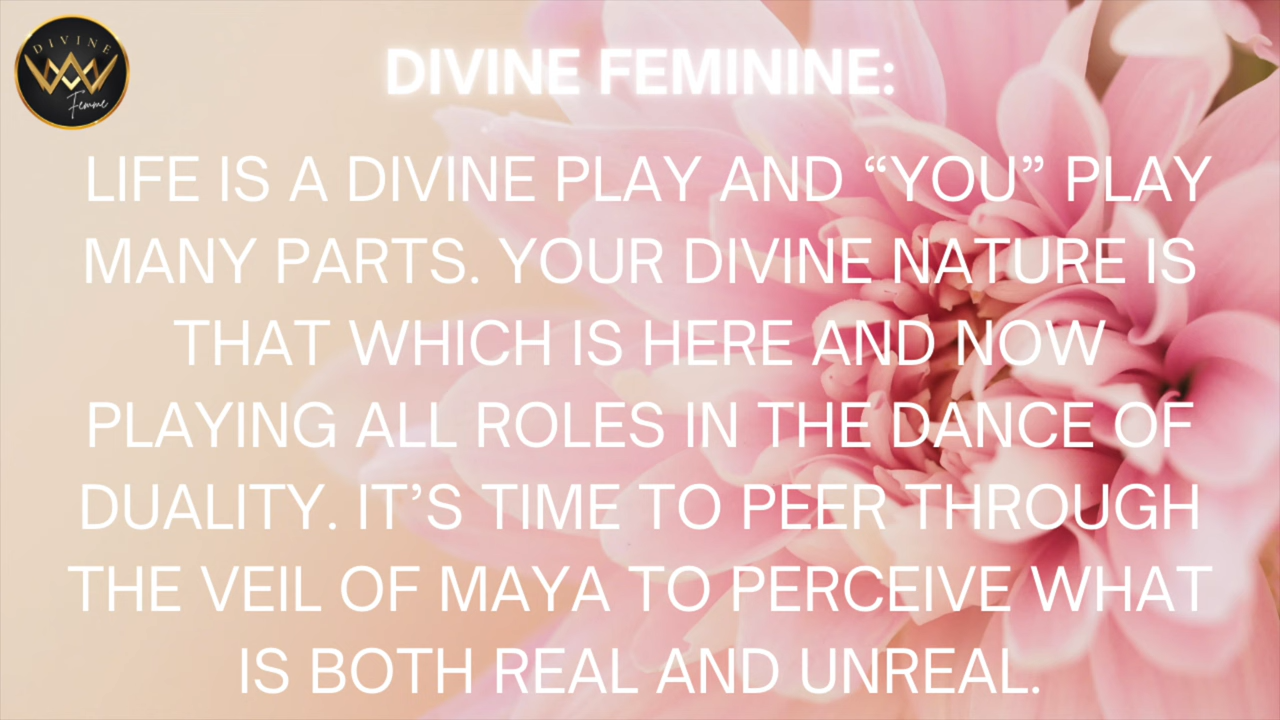 DIVINE
Femme
DIVINE FEMININE:
LIFE IS A DIVINE PLAY AND “YOU” PLAY
MANY PARTS. YOUR DIVINE NATURE IS
THAT WHICH IS HERE AND NOW
PLAYING ALL ROLES IN THE DANCE OF
DUALITY. IT’S TIME TO PEER THROUGH
THE VEIL OF MAYA TO PERCEIVE WHAT
IS BOTH REAL AND UNREAL.